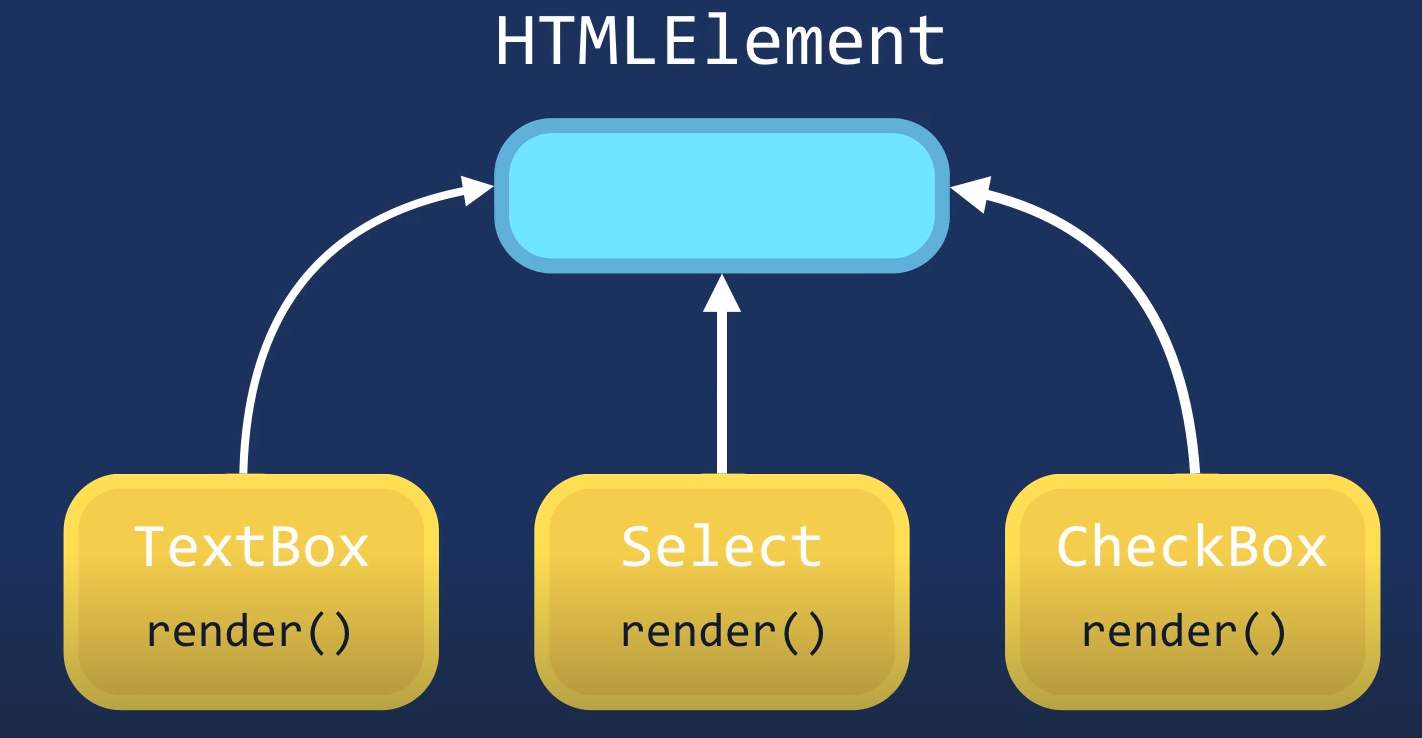 HTMLElement
TextBox
render()
Select
render()
CheckBox
render()